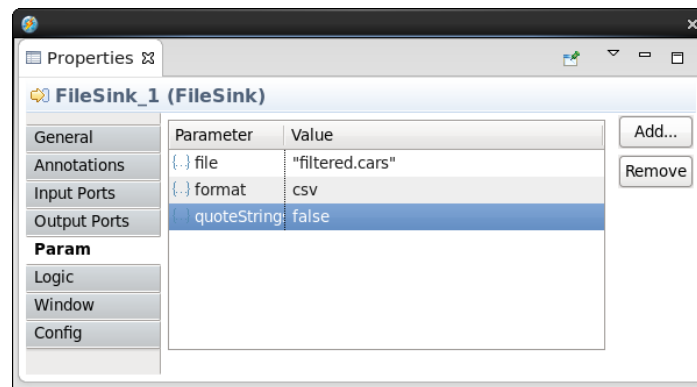 Properties
FileSink_1 (FileSink)
General
Annotations
Input Ports
Output Ports
Param
Logic
Window
Config
Parameter Value
file "filtered.cars"
format csv
quoteString false
Add...
Remove